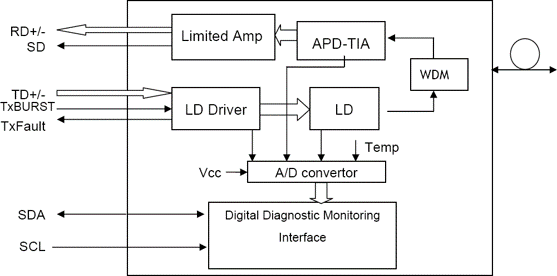 RD+/-
SD
Limited Amp
APD-TIA
WDM
TD+/-
TxBURST
TxFault
LD Driver
LD
Temp
Vcc
A/D convertor
SDA
SCL
Digital Diagnostic Monitoring
Interface